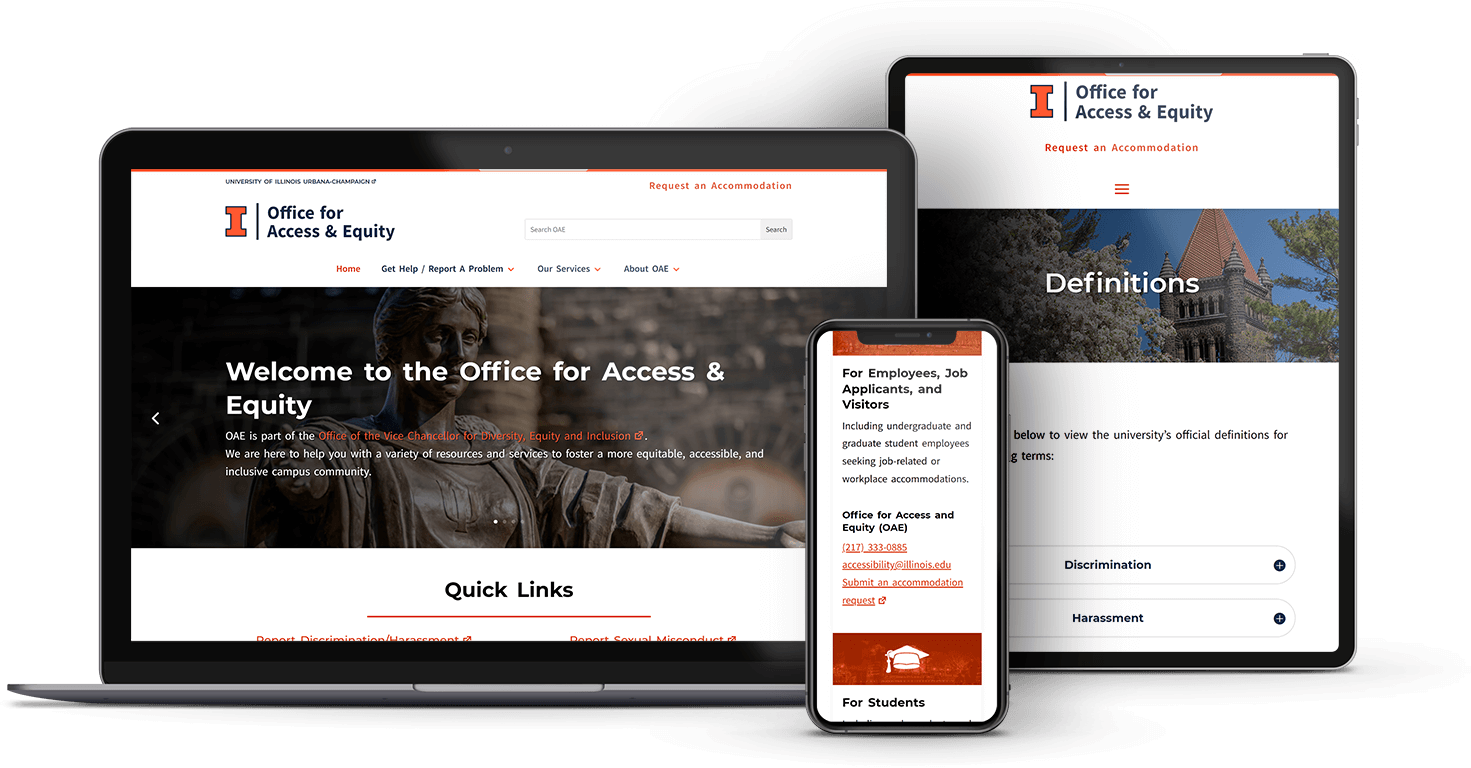 UNIVERSITY OF ILLINOIS URBANA-CHAMPAIGN
Request an Accommodation
I
Office for
Access & Equity
Search OAE
Search
Home
Get Help / Report A Problem
Our Services
About OAE
Welcome to the Office for Access &
Equity
OAE is part of the Office of the Vice Chancellor for Diversity, Equity and Inclusion.
We are here to help you with a variety of resources and services to foster a more equitable, accessible, and
inclusive campus community.
Quick Links
Report Discrimination/Harassment
Report Sexual Misconduct
For Employees, Job
Applicants, and
Visitors
Including undergraduate and
graduate student employees
seeking job-related or
workplace accommodations.
Office for Access and
Equity (OAE)
(217) 333-0885
accessibility@illinois.edu
Submit an accommodation
request
For Students
I
Office for
Access & Equity
Request an Accommodation
Definitions
below to view the university's official definitions for
terms:
Discrimination
Harassment